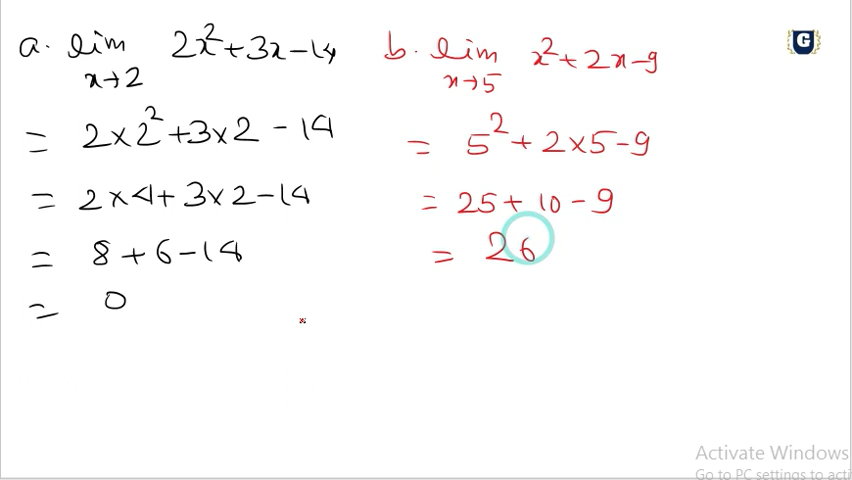 a. lim x→2 2x²+3x-14
= 2×2²+3×2-14
= 2×4+3×2-14
= 8+6-14
= 0
b. lim x→5 x²+2x-9
= 5²+2×5-9
= 25+10-9
= 26
G
Activate Windows
Go to PC settings to acti